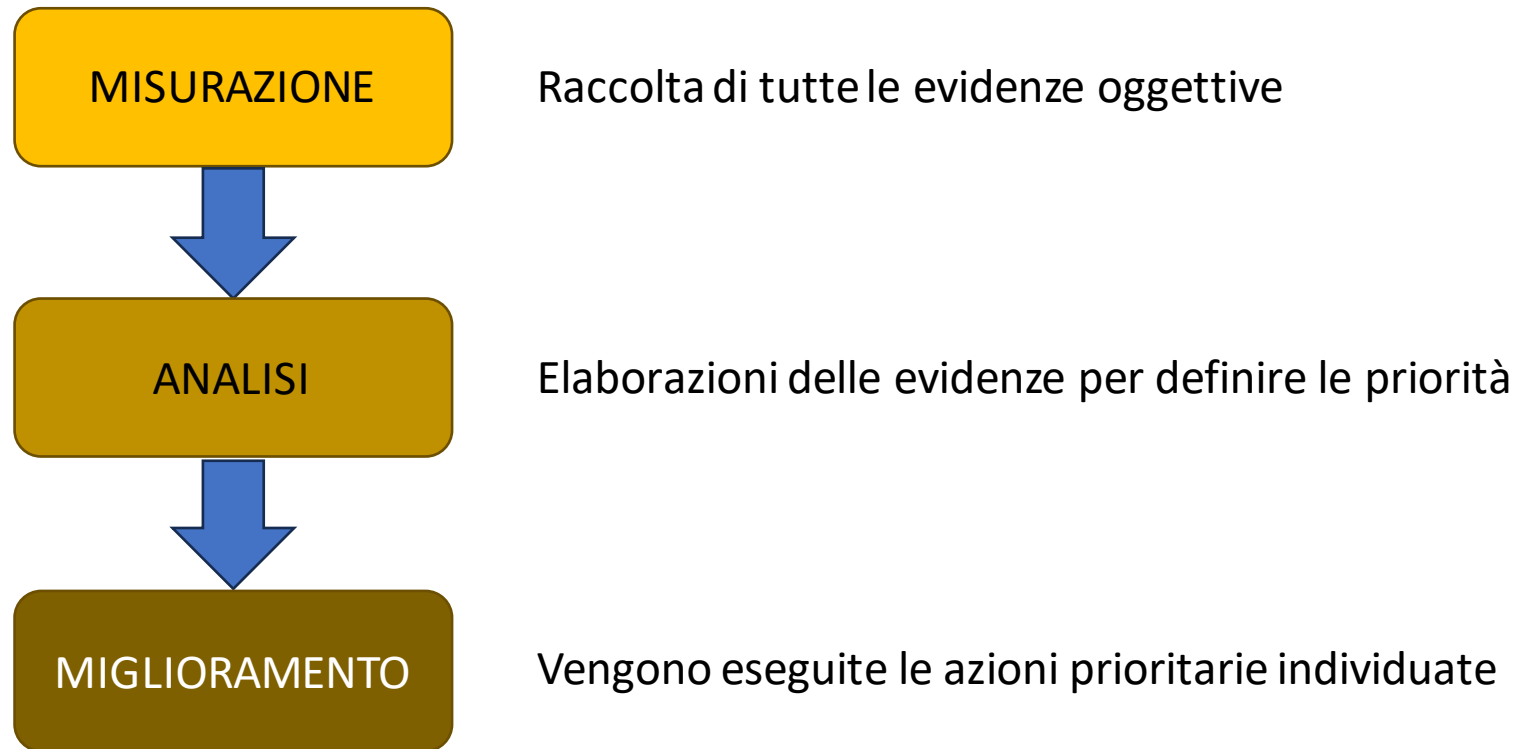 MISURAZIONE
Raccolta di tutte le evidenze oggettive
ANALISI
Elaborazioni delle evidenze per definire le priorità
MIGLIORAMENTO
Vengono eseguite le azioni prioritarie individuate